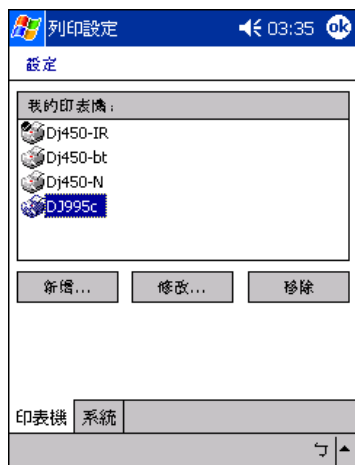 列印設定 03:35 ok
設定
我的印表機:
Dj450-IR
Dj450-bt
Dj450-N
DJ995c
新增... 修改... 移除
印表機 系統
ㄅ